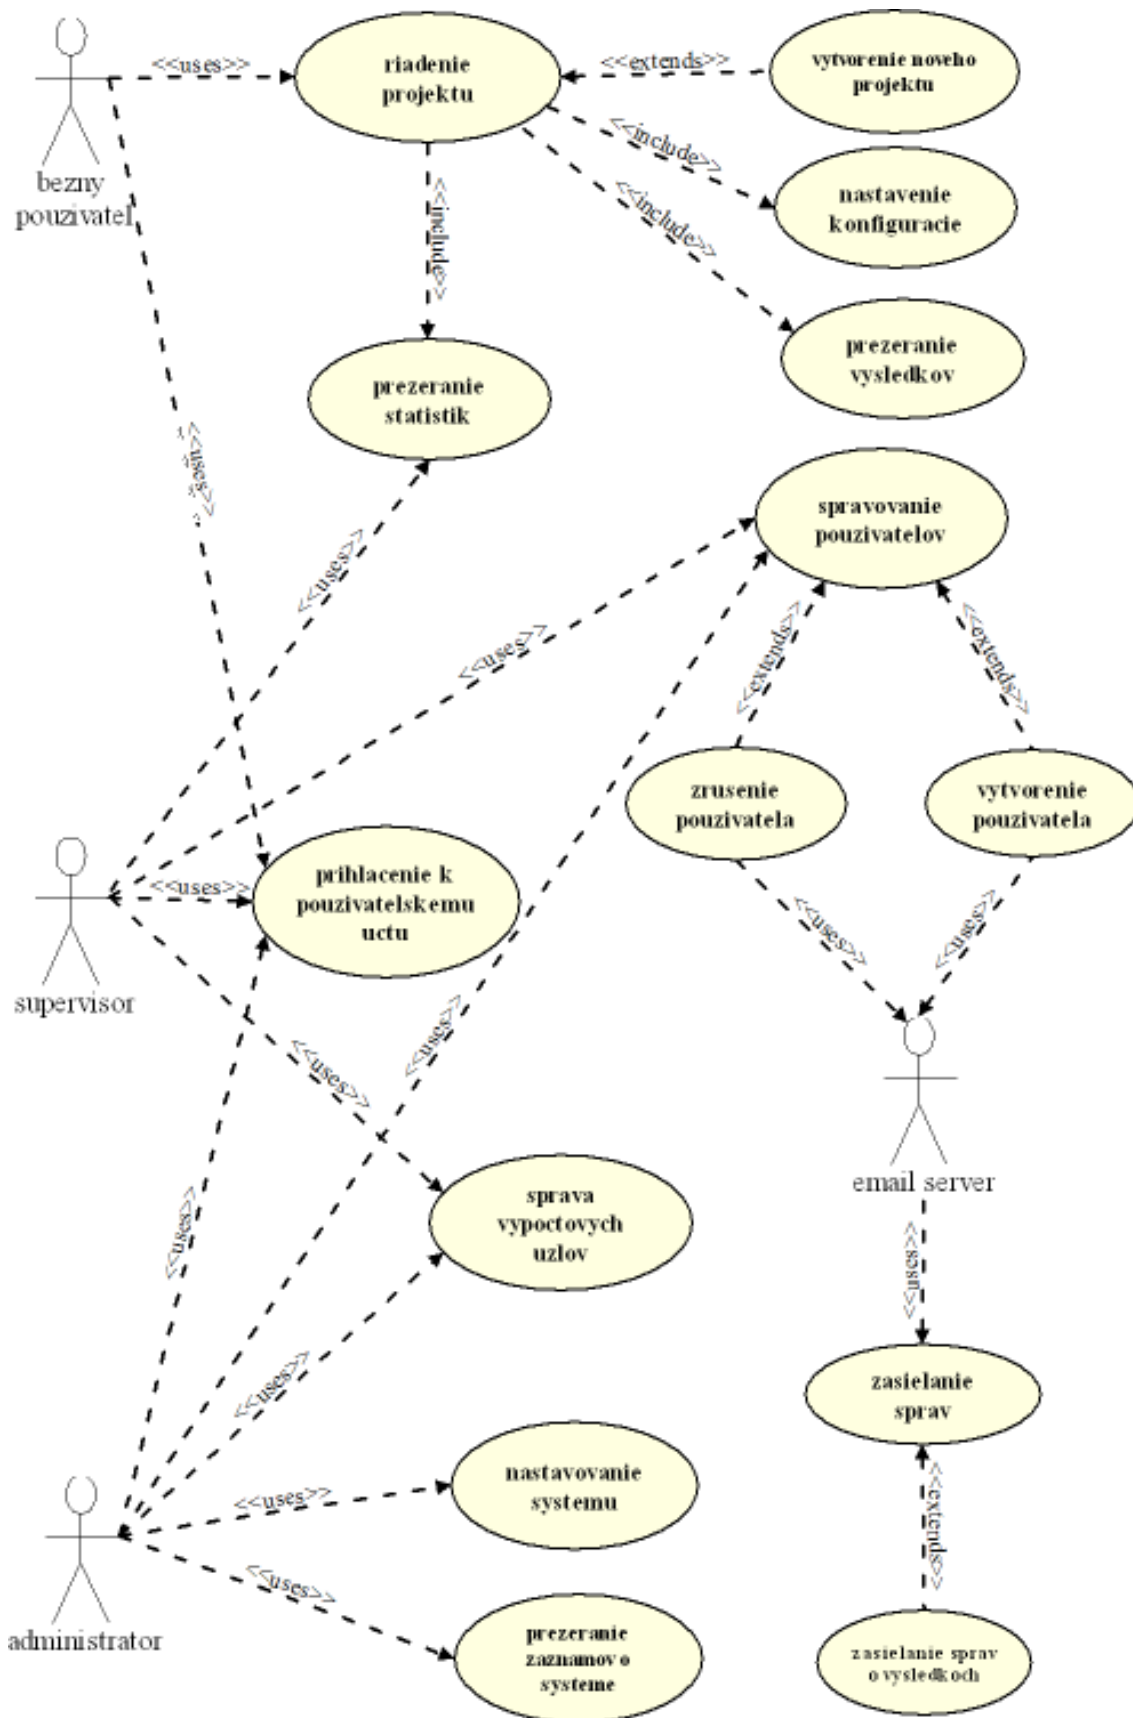 <<uses>>
riadenie
projektu
<<extends>>
vytvorenie noveho
projektu
bezny
pouzivatel
<<include>>
<<include>>
<<include>>
nastavenie
konfiguracie
prezeranie
vysledkov
prezeranie
statistik
<<uses>>
<<uses>>
<<uses>>
spravovanie
pouzivatelov
<<extends>>
<<extends>>
zrusenie
pouzivatela
vytvorenie
pouzivatela
<<uses>>
prihlacenie k
pouzivatelskemu
uctu
supervisor
<<uses>>
<<uses>>
<<uses>>
<<uses>>
email server
<<uses>>
sprava
vypoctovych
uzlov
<<uses>>
<<uses>>
zasielanie
sprav
<<uses>>
nastavovanie
systemu
<<extends>>
administrator
<<uses>>
prezeranie
zaznamov o
systeme
zasielanie sprav
o vysledkoch